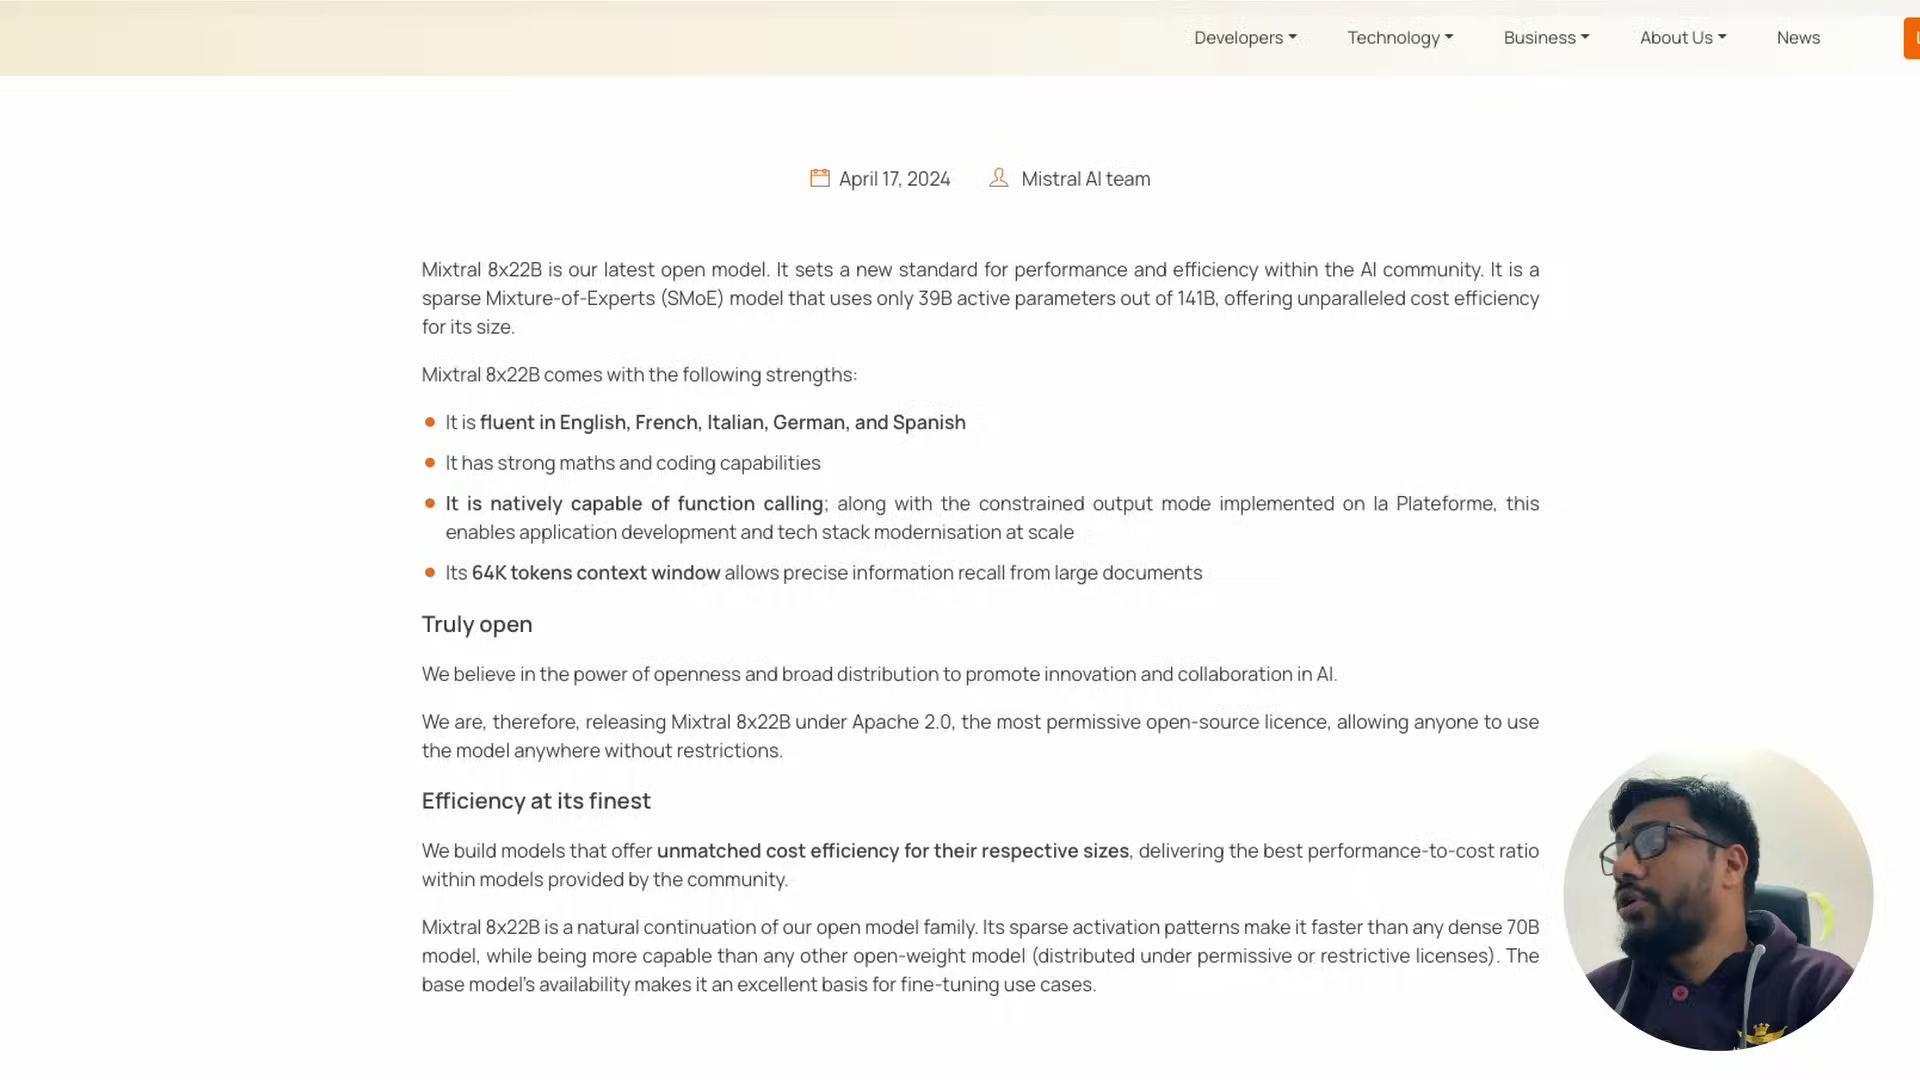 Developers Technology Business About Us News
April 17, 2024 Mistral AI team
Mixtral 8x22B is our latest open model. It sets a new standard for performance and efficiency within the AI community. It is a
sparse Mixture-of-Experts (SMoE) model that uses only 39B active parameters out of 141B, offering unparalleled cost efficiency
for its size.
Mixtral 8x22B comes with the following strengths:
It is fluent in English, French, Italian, German, and Spanish
It has strong maths and coding capabilities
It is natively capable of function calling; along with the constrained output mode implemented on la Plateforme, this
enables application development and tech stack modernisation at scale
Its 64K tokens context window allows precise information recall from large documents
Truly open
We believe in the power of openness and broad distribution to promote innovation and collaboration in AI.
We are, therefore, releasing Mixtral 8x22B under Apache 2.0, the most permissive open-source licence, allowing anyone to use
the model anywhere without restrictions.
Efficiency at its finest
We build models that offer unmatched cost efficiency for their respective sizes, delivering the best performance-to-cost ratio
within models provided by the community.
Mixtral 8x22B is a natural continuation of our open model family. Its sparse activation patterns make it faster than any dense 70B
model, while being more capable than any other open-weight model (distributed under permissive or restrictive licenses). The
base model's availability makes it an excellent basis for fine-tuning use cases.